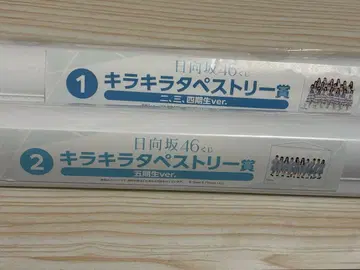 日向坂46くじ
1
キラキラタペストリー賞
二、三、四期生ver.
日向坂46くじ
2
キラキラタペストリー賞
五期生ver.